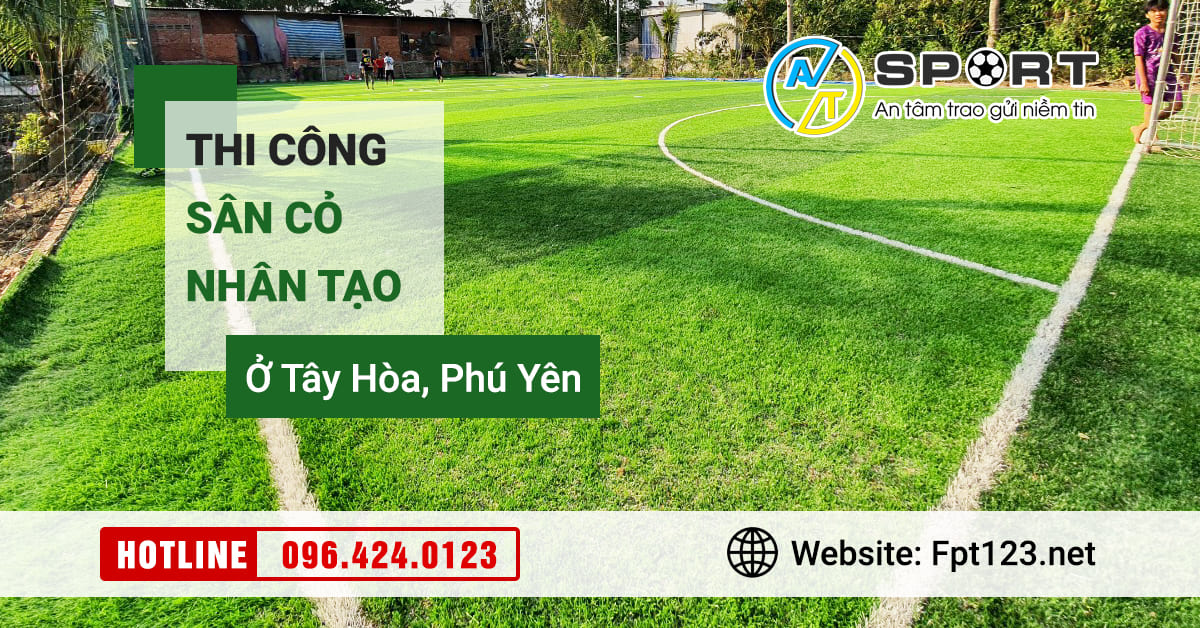 THI CÔNG
SÂN CỎ
NHÂN TẠO
Ở Tây Hòa, Phú Yên
AVT SPORT
An tâm trao gửi niềm tin
HOTLINE 096.424.0123
Website: Fpt123.net